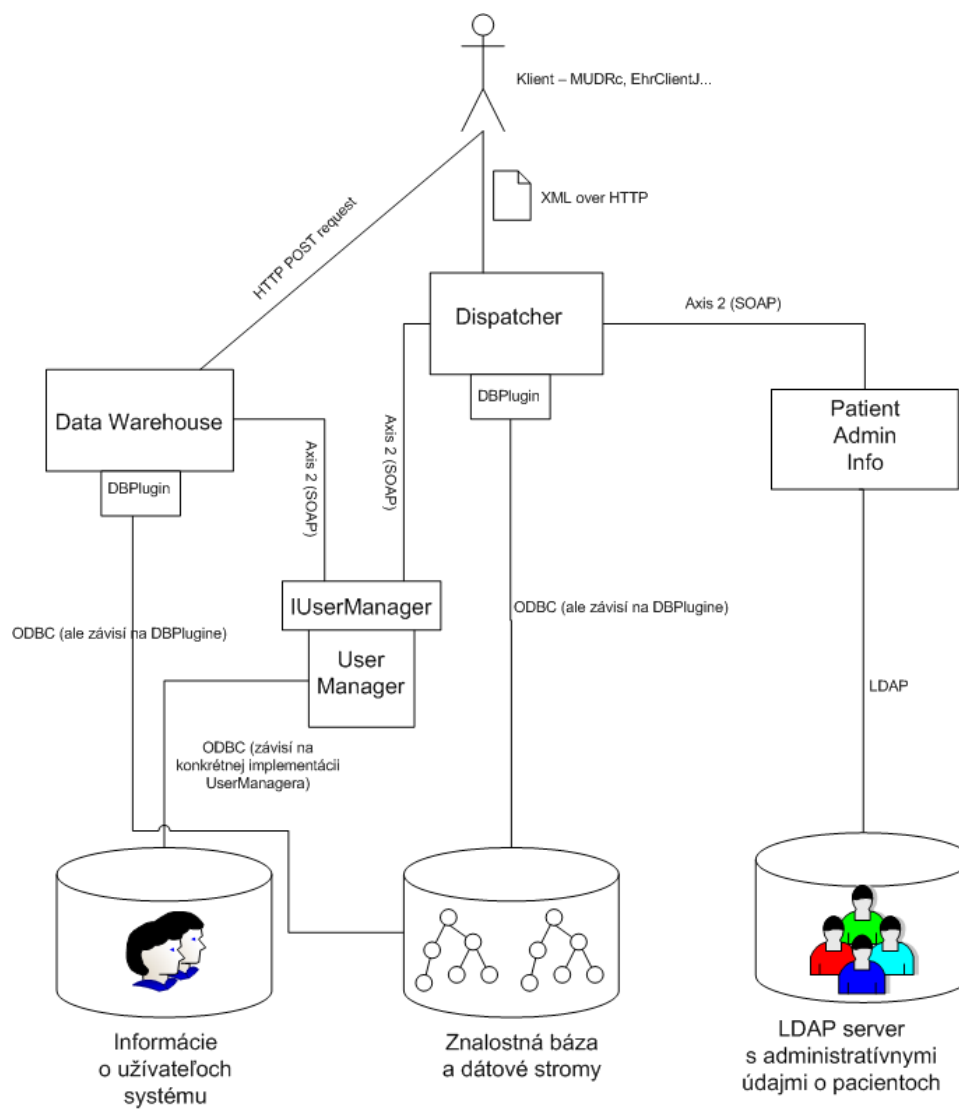 Klient – MUDRc, EhrClientJ...
XML over HTTP
HTTP POST request
Dispatcher
DBPlugin
Axis 2 (SOAP)
Data Warehouse
DBPlugin
Axis 2 (SOAP)
Axis 2 (SOAP)
Patient
Admin
Info
IUserManager
User
Manager
ODBC (ale závisí na DBPlugine)
ODBC (ale závisí na DBPlugine)
LDAP
ODBC (závisí na
konkrétnej implementácii
UserManagera)
Informácie
o užívateľoch
systému
Znalostná báza
a dátové stromy
LDAP server
s administratívnymi
údajmi o pacientoch